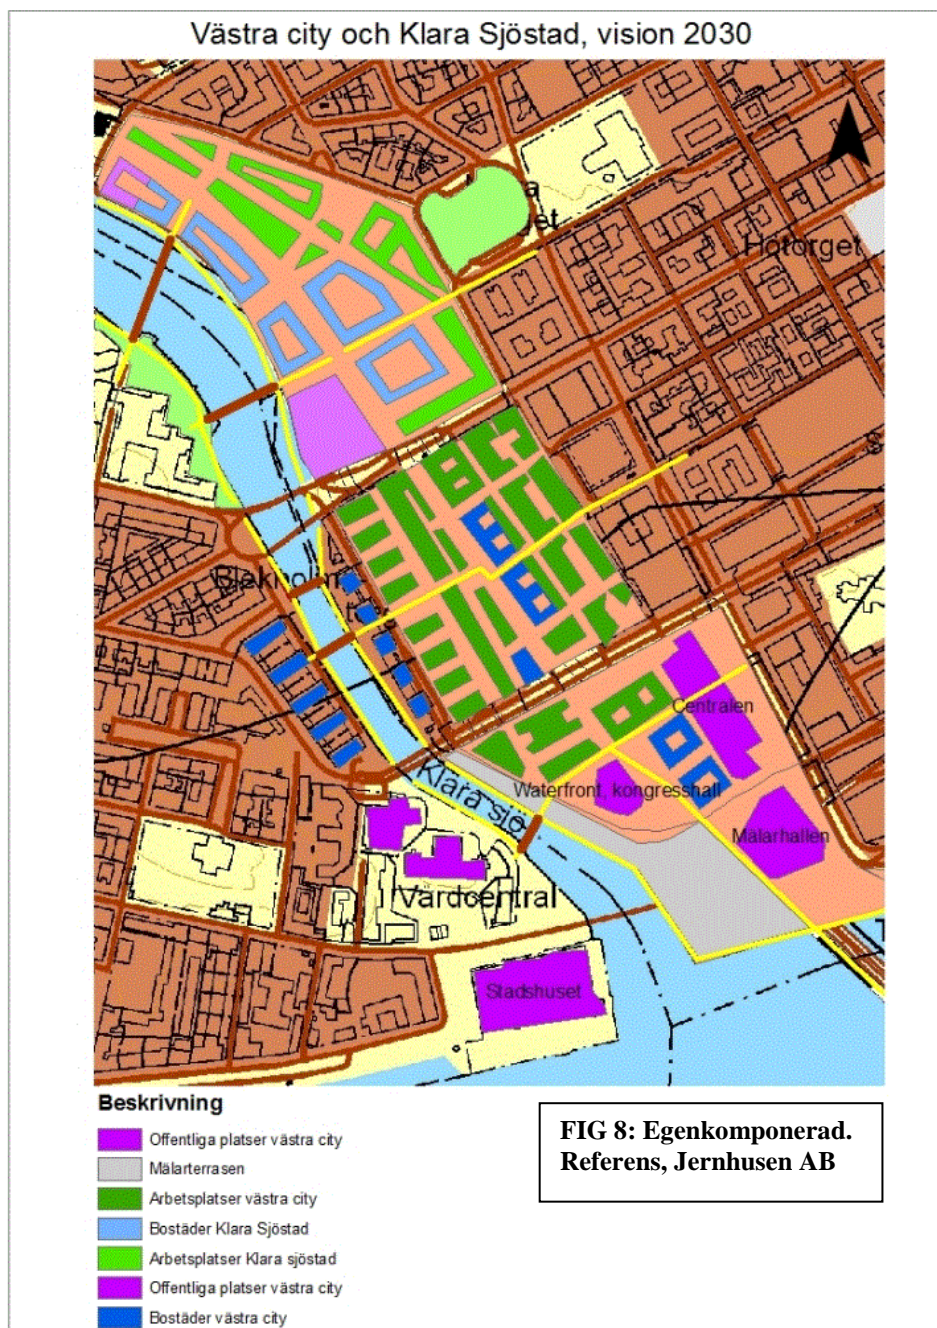 Västra city och Klara Sjöstad, vision 2030
Hötorget
Centralen
Waterfront, kongresshall
Klara sjö
Mälarhallen
Vardcentral
Stadshuset
Beskrivning
Offentliga platser västra city
Mälarterrasen
Arbetsplatser västra city
Bostäder Klara Sjöstad
Arbetsplatser Klara sjöstad
Offentliga platser västra city
Bostäder västra city
FIG 8: Egenkomponerad.
Referens, Jernhusen AB